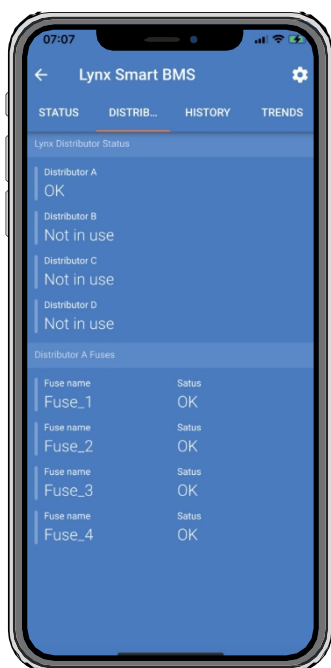 07:07
Lynx Smart BMS
STATUS DISTRIB... HISTORY TRENDS
Lynx Distributor Status
Distributor A
OK
Distributor B
Not in use
Distributor C
Not in use
Distributor D
Not in use
Distributor A Fuses
Fuse name Satus
Fuse_1 OK
Fuse name Satus
Fuse_2 OK
Fuse name Satus
Fuse_3 OK
Fuse name Satus
Fuse_4 OK